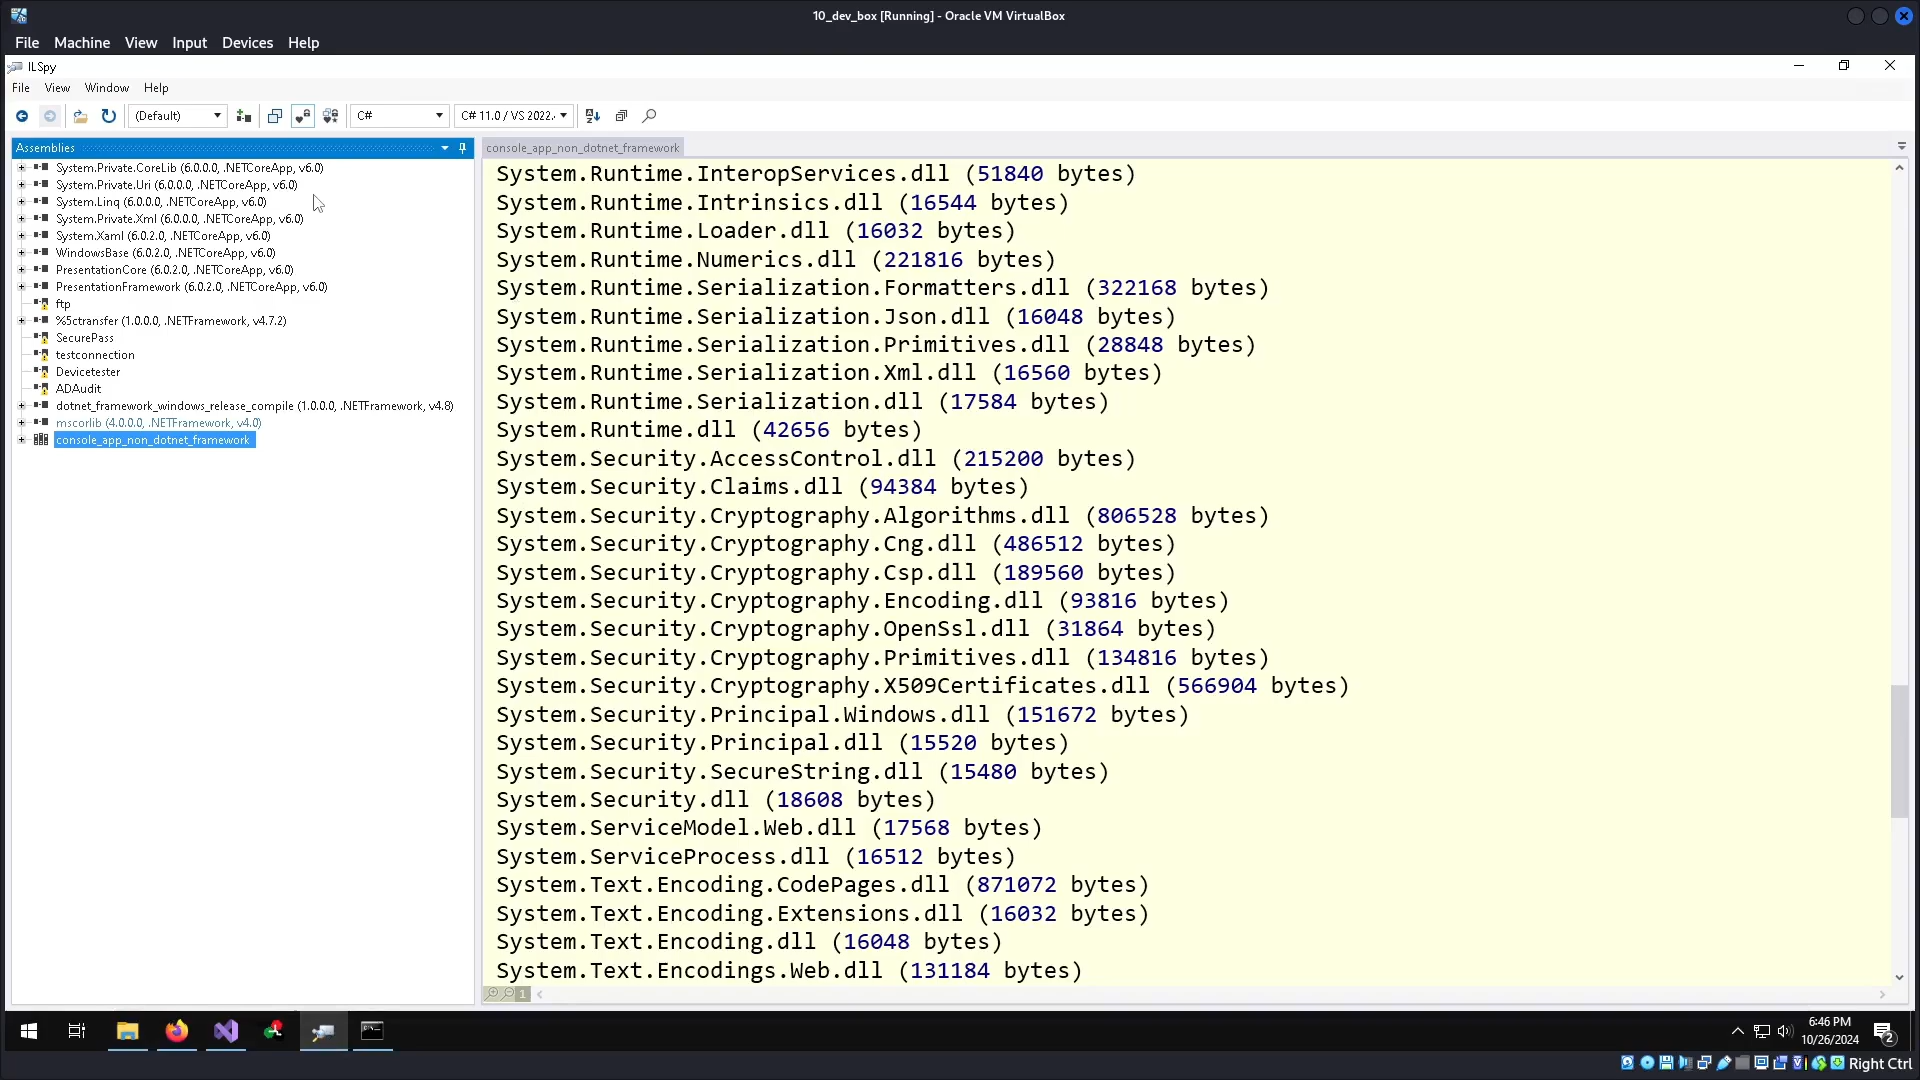 10_dev_box [Running] - Oracle VM VirtualBox
File Machine View Input Devices Help
ILSpy
File View Window Help
(Default) C# C# 11.0 / VS 2022.
Assemblies
System.Private.CoreLib (6.0.0.0, .NETCoreApp, v6.0)
System.Private.Uri (6.0.0.0, .NETCoreApp, v6.0)
System.Linq (6.0.0.0, .NETCoreApp, v6.0)
System.Private.Xml (6.0.0.0, .NETCoreApp, v6.0)
System.Xaml (6.0.2.0, .NETCoreApp, v6.0)
WindowsBase (6.0.2.0, .NETCoreApp, v6.0)
PresentationCore (6.0.2.0, .NETCoreApp, v6.0)
PresentationFramework (6.0.2.0, .NETCoreApp, v6.0)
ftp
%5ctransfer (1.0.0.0, .NETFramework, v4.7.2)
SecurePass
testconnection
Devicetester
ADAudit
dotnet_framework_windows_release_compile (1.0.0.0, .NETFramework, v4.8)
mscorlib (4.0.0.0, .NETFramework, v4.0)
console_app_non_dotnet_framework
console_app_non_dotnet_framework
System.Runtime.InteropServices.dll (51840 bytes)
System.Runtime.Intrinsics.dll (16544 bytes)
System.Runtime.Loader.dll (16032 bytes)
System.Runtime.Numerics.dll (221816 bytes)
System.Runtime.Serialization.Formatters.dll (322168 bytes)
System.Runtime.Serialization.Json.dll (16048 bytes)
System.Runtime.Serialization.Primitives.dll (28848 bytes)
System.Runtime.Serialization.Xml.dll (16560 bytes)
System.Runtime.Serialization.dll (17584 bytes)
System.Runtime.dll (42656 bytes)
System.Security.AccessControl.dll (215200 bytes)
System.Security.Claims.dll (94384 bytes)
System.Security.Cryptography.Algorithms.dll (806528 bytes)
System.Security.Cryptography.Cng.dll (486512 bytes)
System.Security.Cryptography.Csp.dll (189560 bytes)
System.Security.Cryptography.Encoding.dll (93816 bytes)
System.Security.Cryptography.OpenSsl.dll (31864 bytes)
System.Security.Cryptography.Primitives.dll (134816 bytes)
System.Security.Cryptography.X509Certificates.dll (566904 bytes)
System.Security.Principal.Windows.dll (151672 bytes)
System.Security.Principal.dll (15520 bytes)
System.Security.SecureString.dll (15480 bytes)
System.Security.dll (18608 bytes)
System.ServiceModel.Web.dll (17568 bytes)
System.ServiceProcess.dll (16512 bytes)
System.Text.Encoding.CodePages.dll (871072 bytes)
System.Text.Encoding.Extensions.dll (16032 bytes)
System.Text.Encoding.dll (16048 bytes)
System.Text.Encodings.Web.dll (131184 bytes)
1
6:46 PM
10/26/2024
2
Right Ctrl